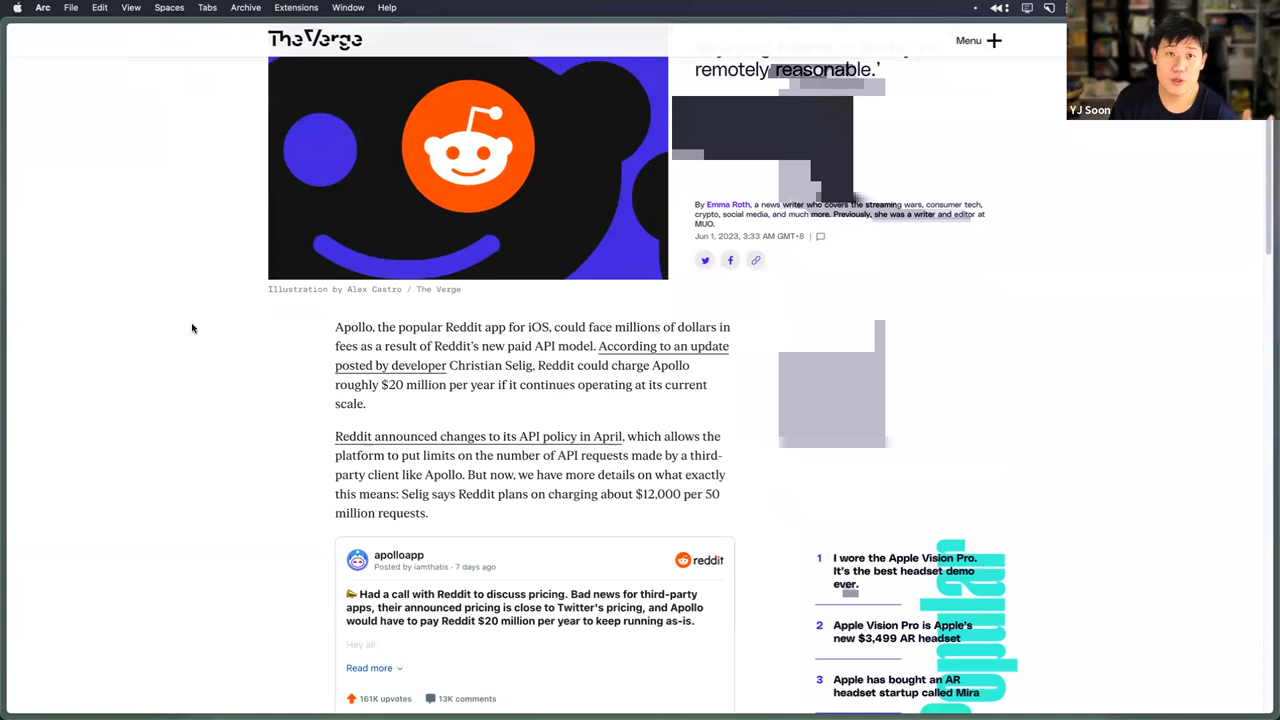 Arc File Edit View Spaces Tabs Archive Extensions Window Help
YJ Soon
The Verge
Menu
remotely reasonable.'
By Emma Roth, a news writer who covers the streaming wars, consumer tech,
crypto, social media, and much more. Previously, she was a writer and editor at
MUO.
Jun 1, 2023, 3:33 AM GMT+8
Illustration by Alex Castro / The Verge
Apollo, the popular Reddit app for iOS, could face millions of dollars in
fees as a result of Reddit's new paid API model. According to an update
posted by developer Christian Selig, Reddit could charge Apollo
roughly $20 million per year if it continues operating at its current
scale.
Reddit announced changes to its API policy in April, which allows the
platform to put limits on the number of API requests made by a third-
party client like Apollo. But now, we have more details on what exactly
this means: Selig says Reddit plans on charging about $12,000 per 50
million requests.
apolloapp
Posted by iamthatis · 7 days ago
reddit
Had a call with Reddit to discuss pricing. Bad news for third-party
apps, their announced pricing is close to Twitter's pricing, and Apollo
would have to pay Reddit $20 million per year to keep running as-is.
Hey all,
Read more
161K upvotes 13K comments
1 I wore the Apple Vision Pro.
It's the best headset demo
ever.
2 Apple Vision Pro is Apple's
new $3,499 AR headset
3 Apple has bought an AR
headset startup called Mira